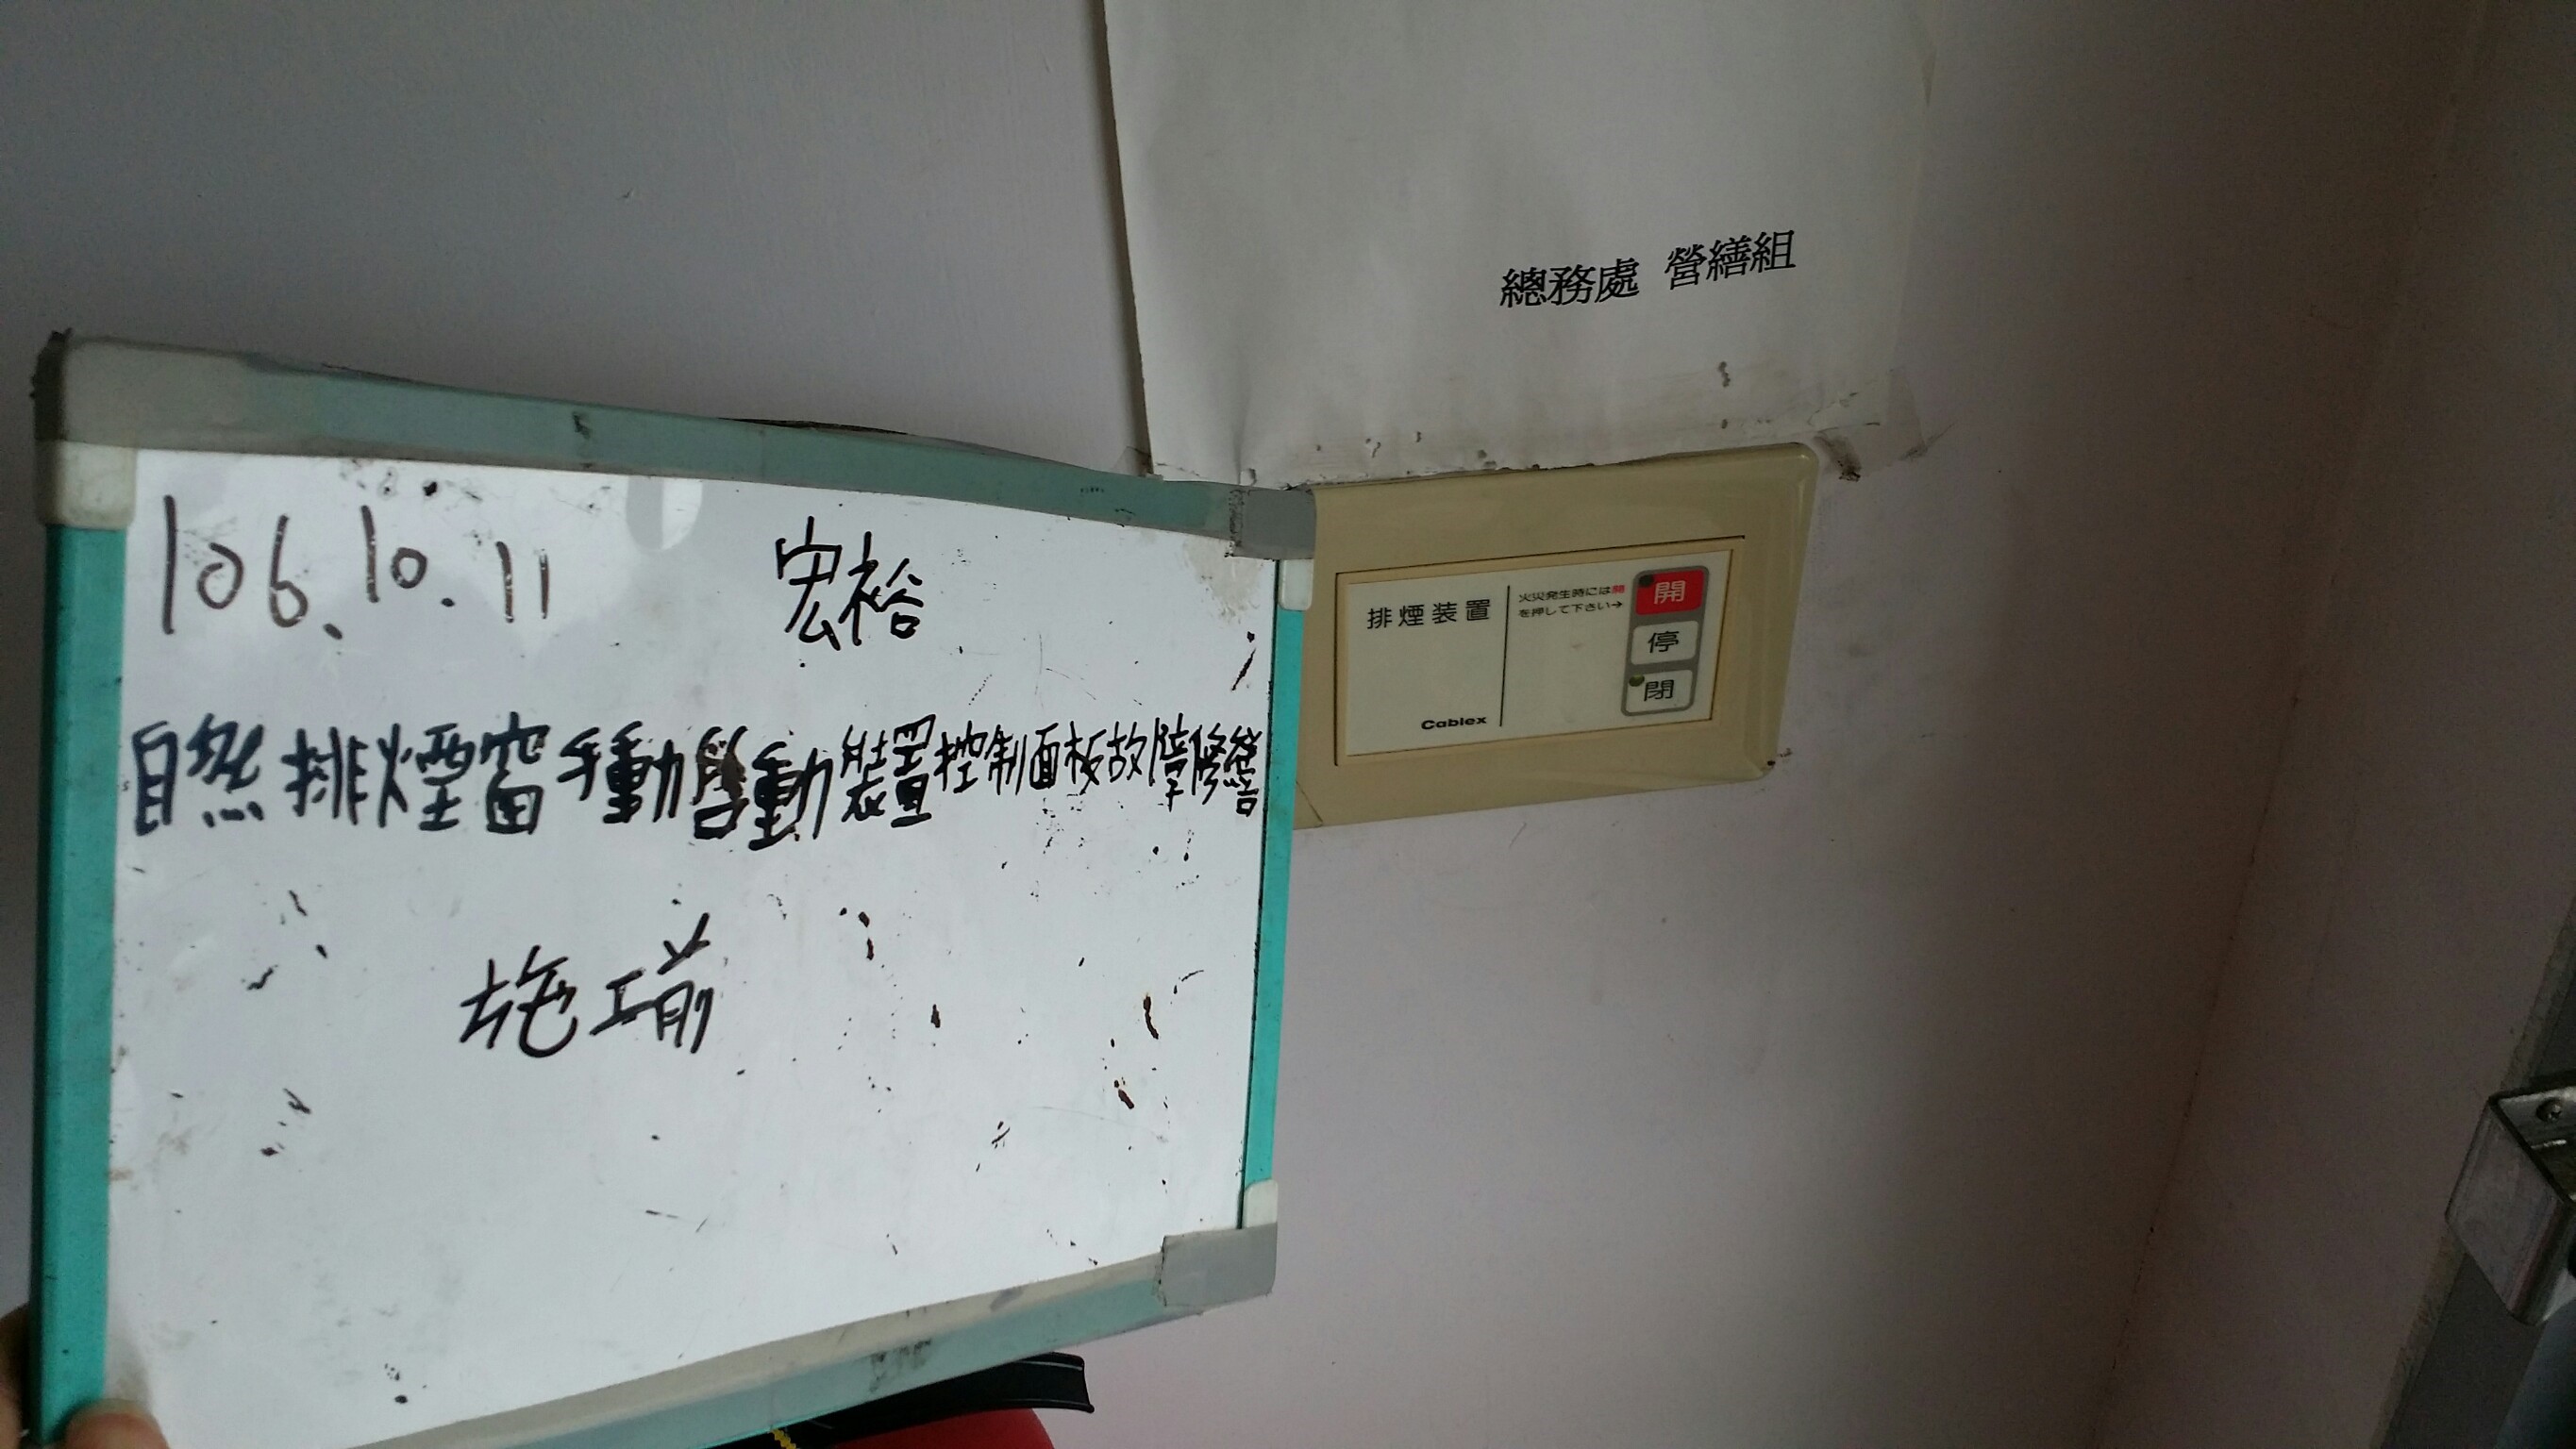 總務處 營繕組
106.10.11 宏裕
自然排煙窗手動啓動裝置控制面板故障修繕
施工前
排煙装置
火災発生時には開
を押して下さい→
開
停
閉
Cablex